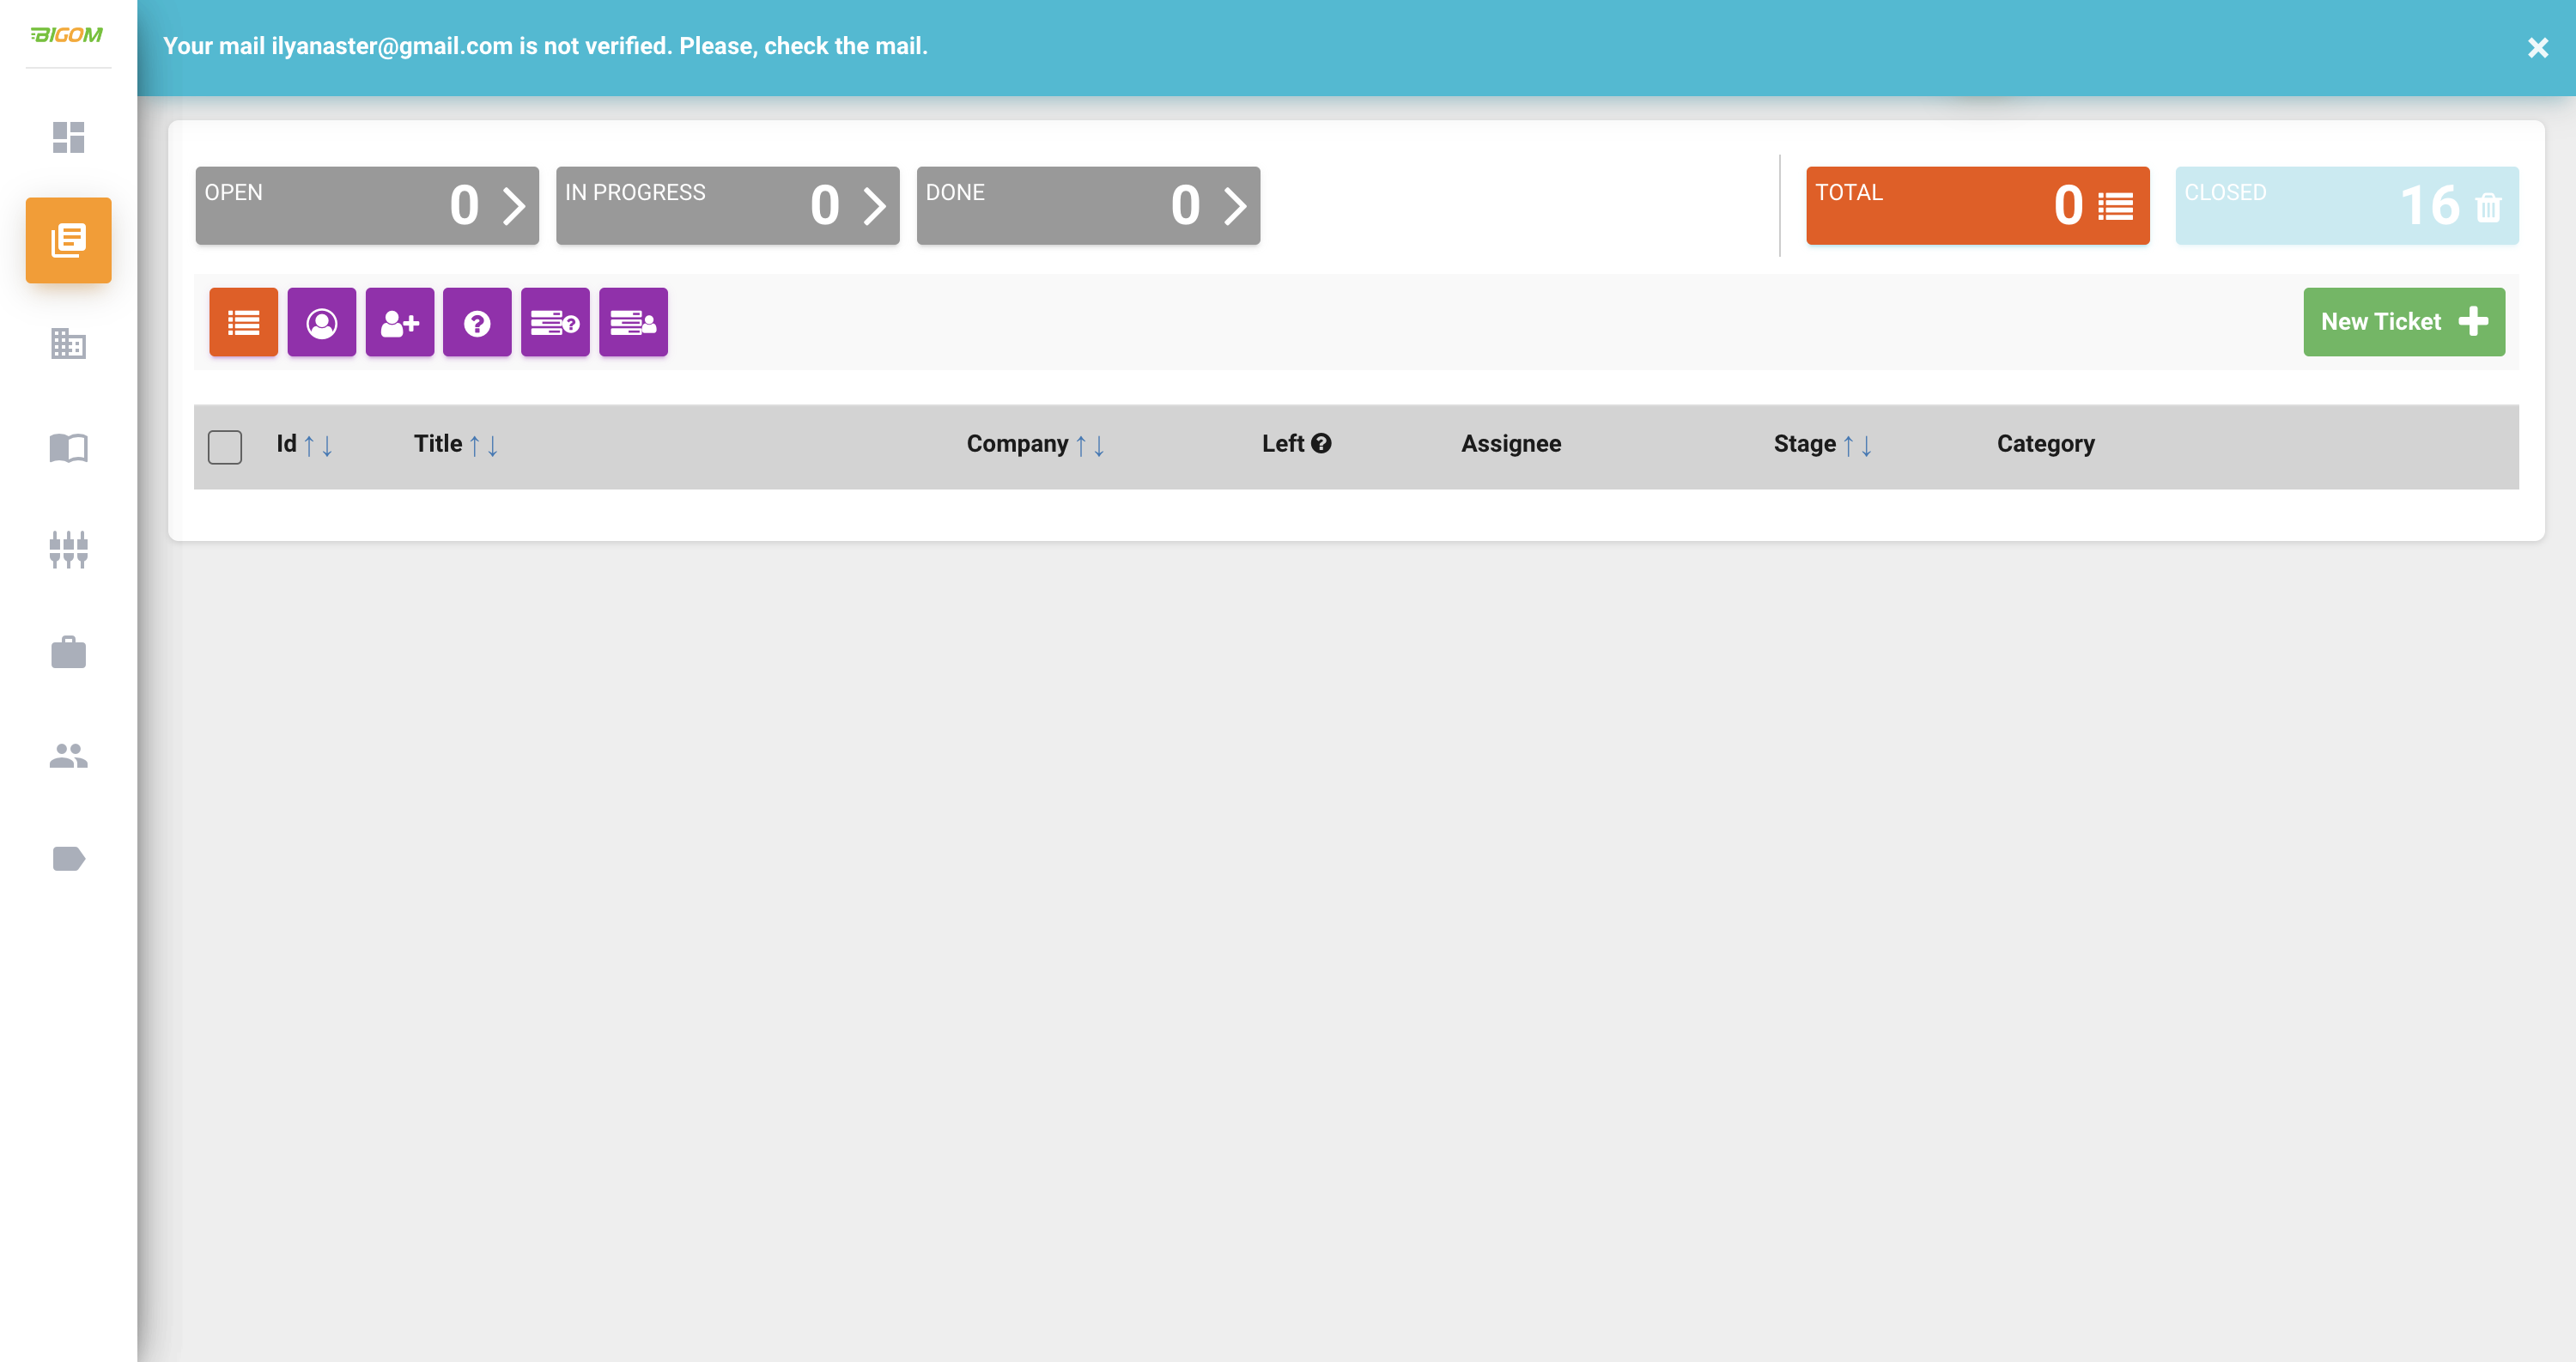 BIGOM
Your mail ilyanaster@gmail.com is not verified. Please, check the mail.
OPEN 0
IN PROGRESS 0
DONE 0
TOTAL 0
CLOSED 16
New Ticket
Id ↑↓ Title ↑↓ Company ↑↓ Left Assignee Stage ↑↓ Category